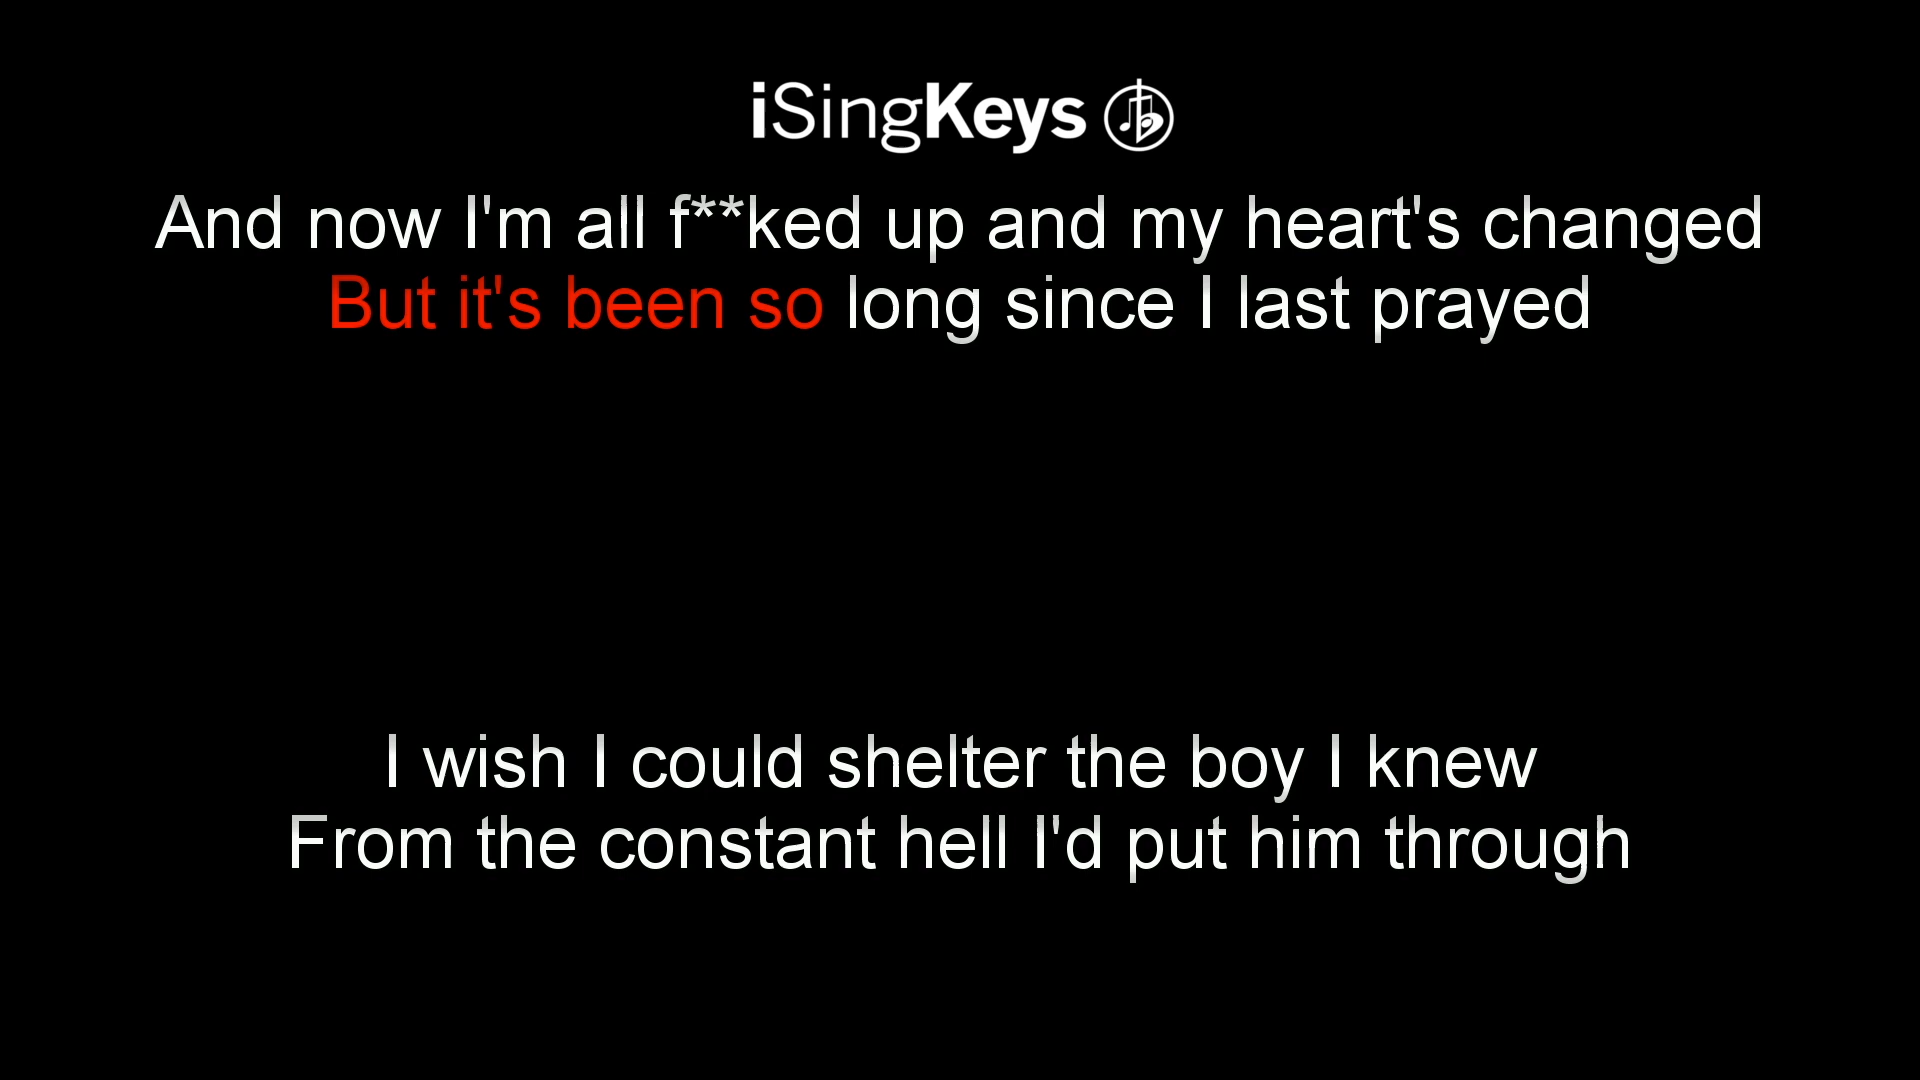 iSingKeys
And now I'm all f**ked up and my heart's changed
But it's been so long since I last prayed
I wish I could shelter the boy I knew
From the constant hell I'd put him through